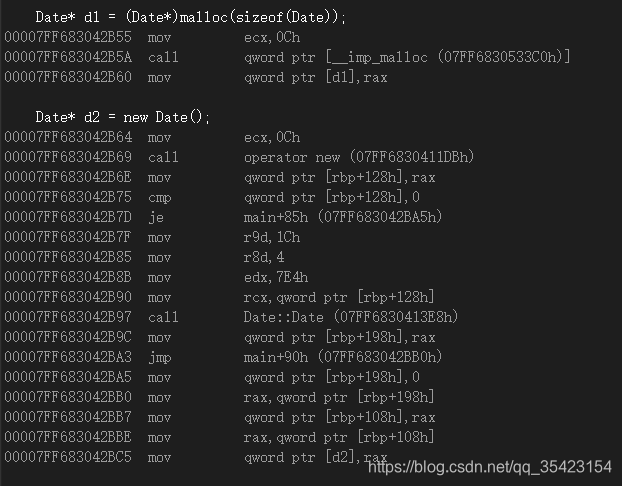 Date* d1 = (Date*)malloc(sizeof(Date));
00007FF683042B55 mov ecx,0Ch
00007FF683042B5A call qword ptr [__imp_malloc (07FF6830533C0h)]
00007FF683042B60 mov qword ptr [d1],rax
Date* d2 = new Date();
00007FF683042B64 mov ecx,0Ch
00007FF683042B69 call operator new (07FF6830411DBh)
00007FF683042B6E mov qword ptr [rbp+128h],rax
00007FF683042B75 cmp qword ptr [rbp+128h],0
00007FF683042B7D je main+85h (07FF683042BA5h)
00007FF683042B7F mov r9d,1Ch
00007FF683042B85 mov r8d,4
00007FF683042B8B mov edx,7E4h
00007FF683042B90 mov rcx,qword ptr [rbp+128h]
00007FF683042B97 call Date::Date (07FF6830413E8h)
00007FF683042B9C mov qword ptr [rbp+198h],rax
00007FF683042BA3 jmp main+90h (07FF683042BB0h)
00007FF683042BA5 mov qword ptr [rbp+198h],0
00007FF683042BB0 mov rax,qword ptr [rbp+198h]
00007FF683042BB7 mov qword ptr [rbp+108h],rax
00007FF683042BBE mov rax,qword ptr [rbp+108h]
00007FF683042BC5 mov qword ptr [d2],rax
https://blog.csdn.net/qq_35423154